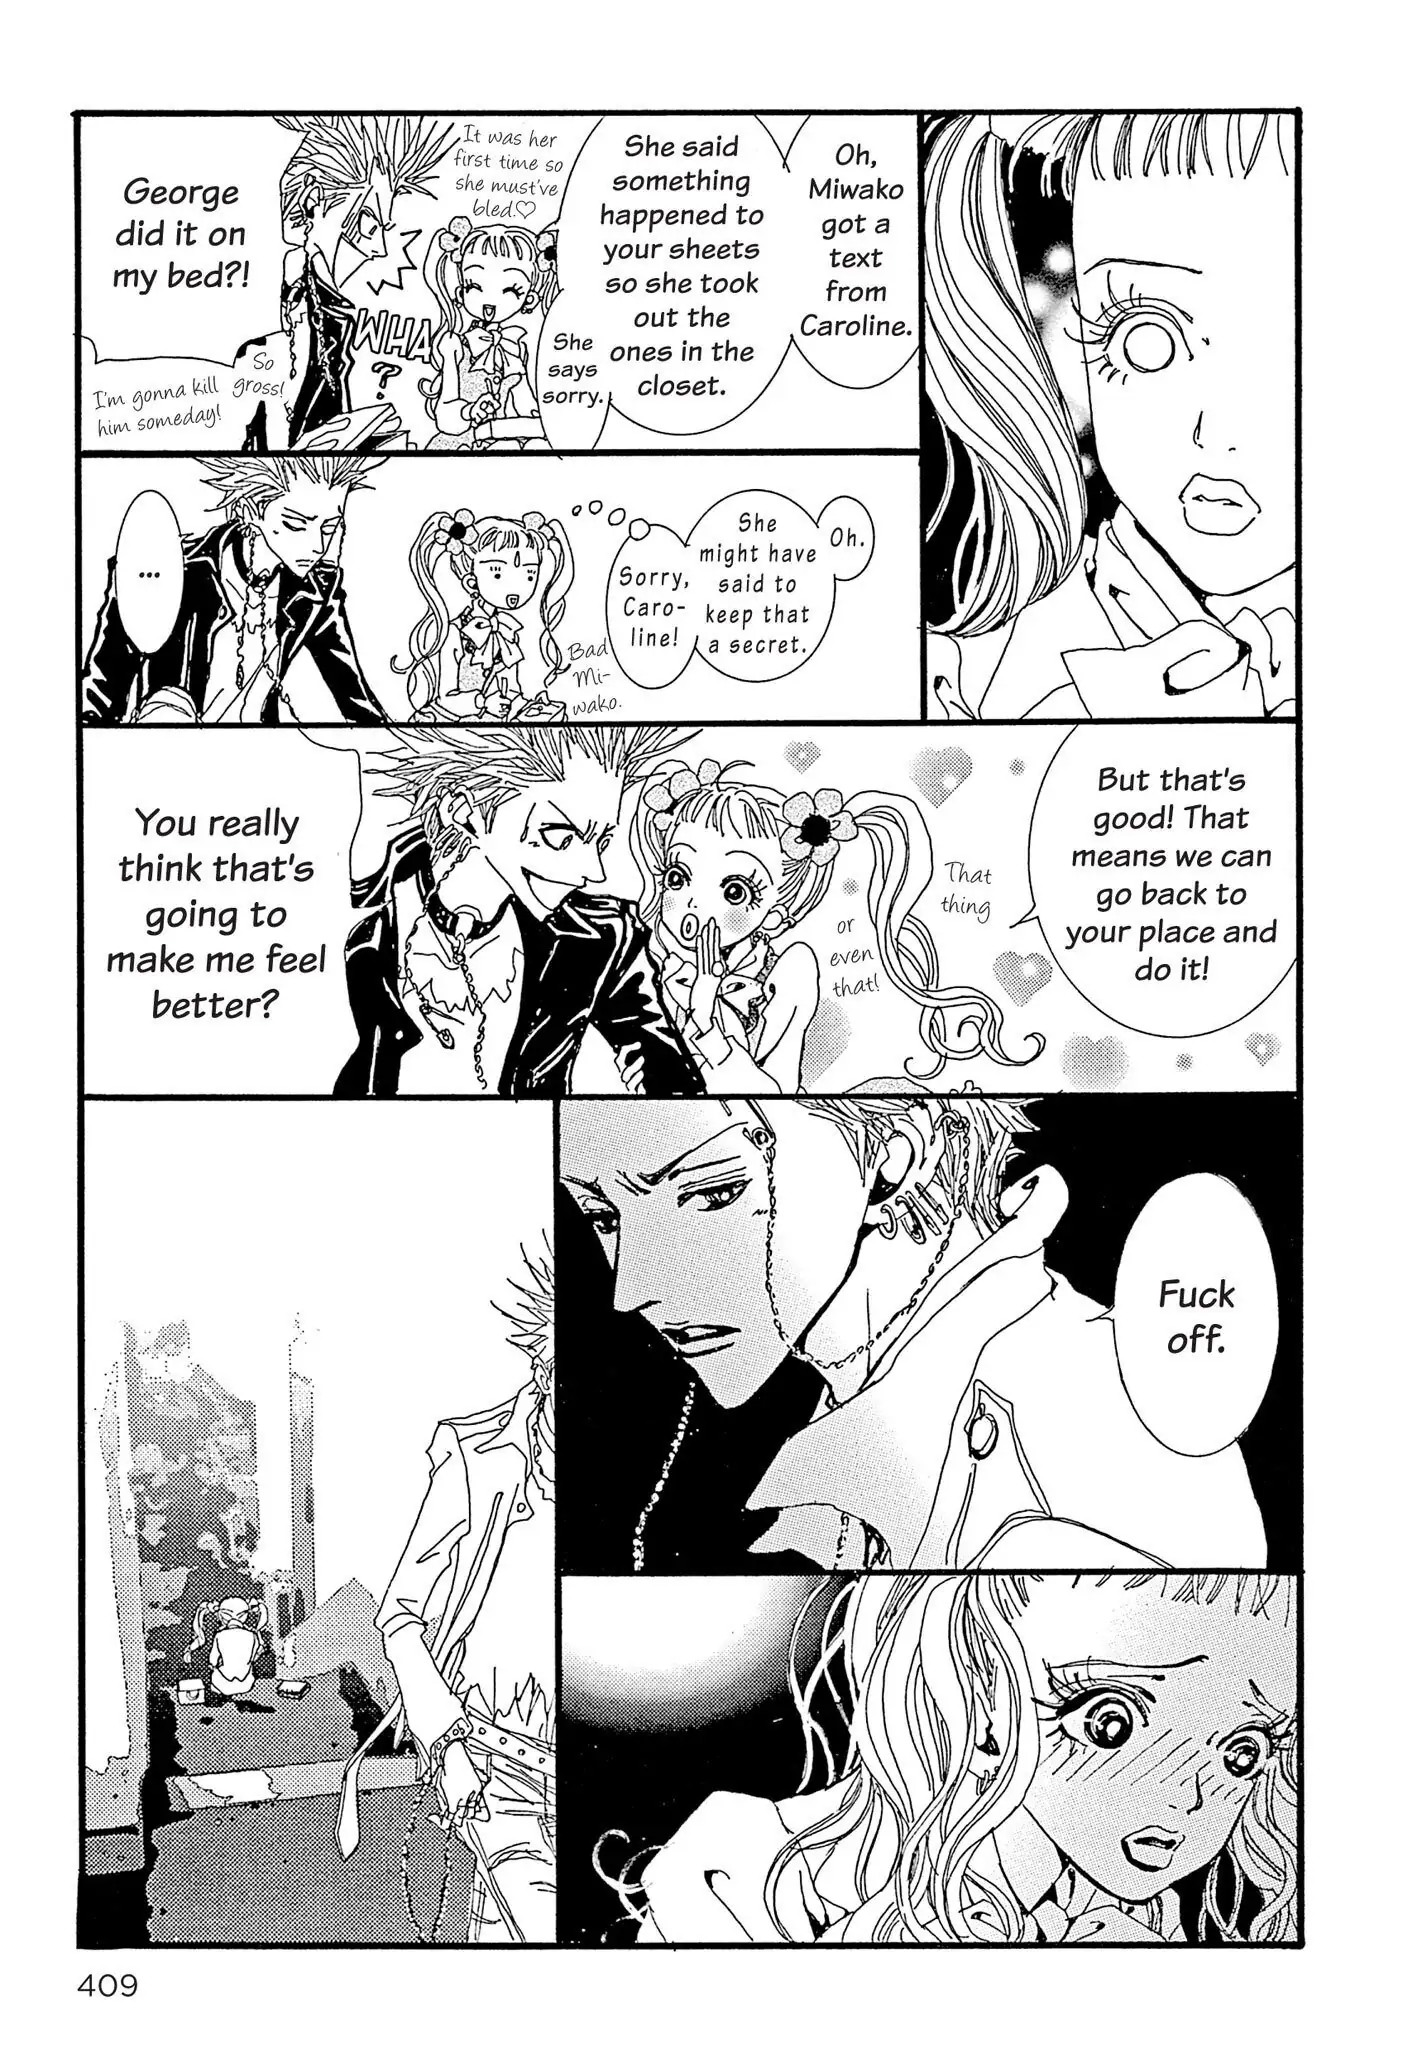 Oh,
Miwako
got a
text
from
Caroline.
She said
something
happened to
your sheets
so she took
out the
ones in the
closet.
She
says
sorry.
It was her
first time so
she must've
bled.♡
WHA
?
George
did it on
my bed?!
So
gross!
I'm gonna kill
him someday!
Oh.
She
might have
said to
keep that
a secret.
Sorry,
Caro-
line!
Bad
Mi-
wako.
...
But that's
good! That
means we can
go back to
your place and
do it!
That
thing
or
even
that!
You really
think that's
going to
make me feel
better?
Fuck
off.
409